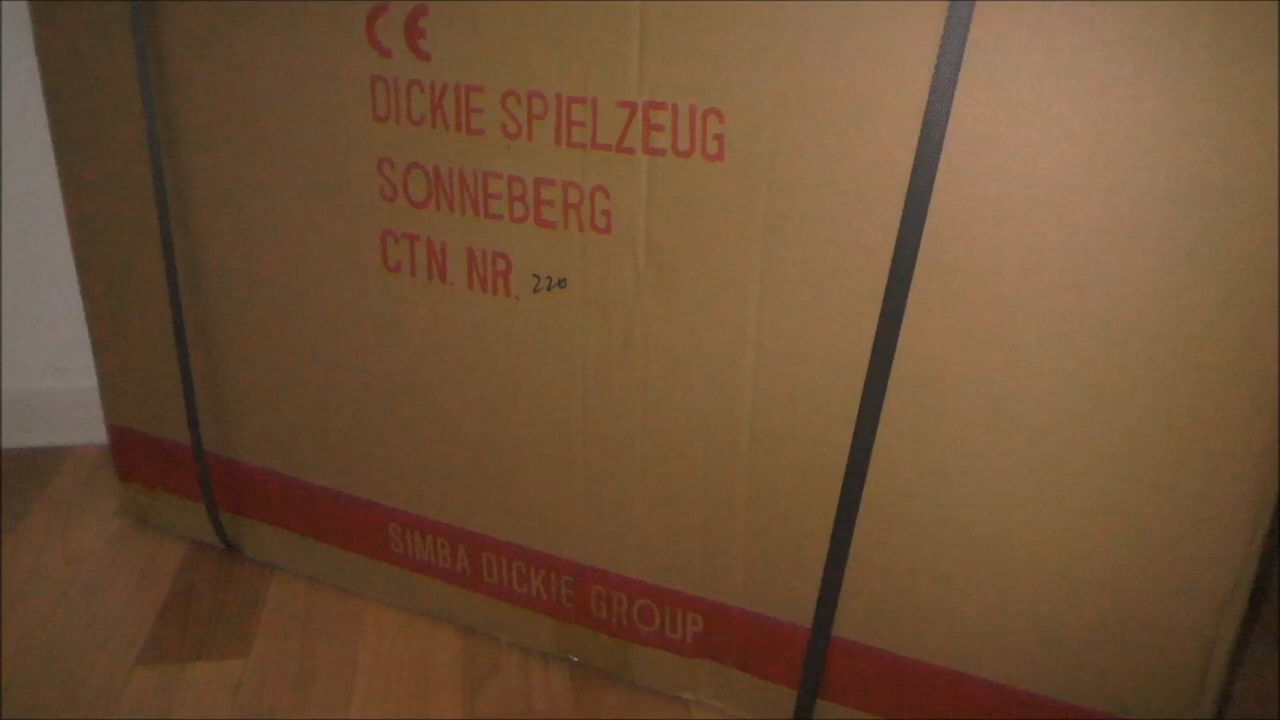 CE
DICKIE SPIELZEUG
SONNEBERG
CTN. NR. 220
SIMBA DICKIE GROUP